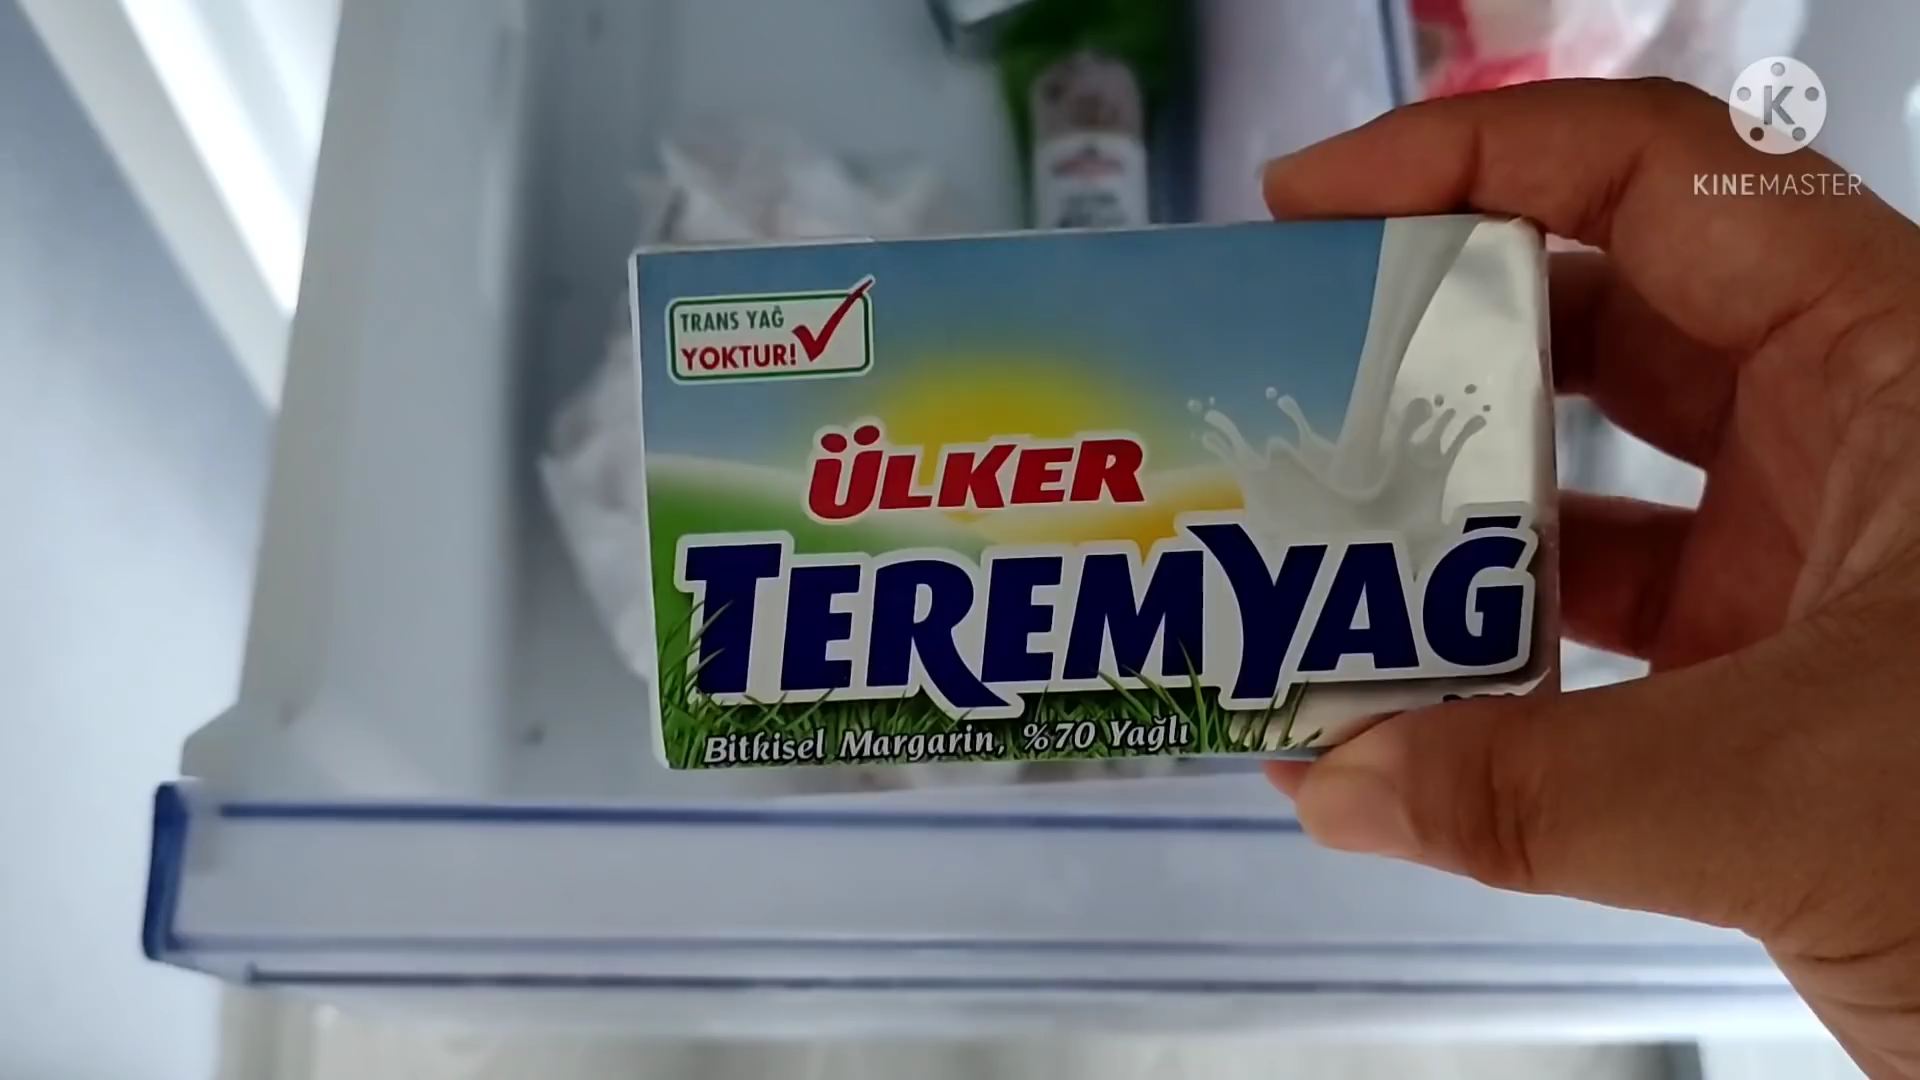 KINEMASTER
TRANS YAĞ
YOKTUR!
ÜLKER
TEREMYAĞ
Bitkisel Margarin, %70 Yağlı